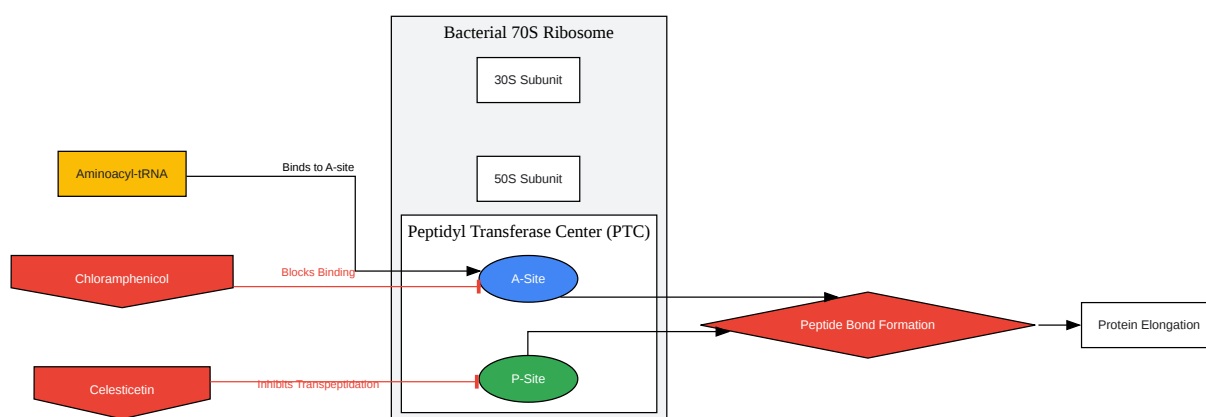 Bacterial 70S Ribosome
30S Subunit
Aminoacyl-tRNA
Binds to A-site
50S Subunit
Peptidyl Transferase Center (PTC)
Chloramphenicol
Blocks Binding
A-Site
Peptide Bond Formation
Protein Elongation
Celesticetin
Inhibits Transpeptidation
P-Site